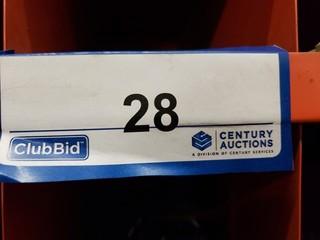 28
ClubBid
CENTURY
AUCTIONS
A DIVISION OF CENTURY SERVICES